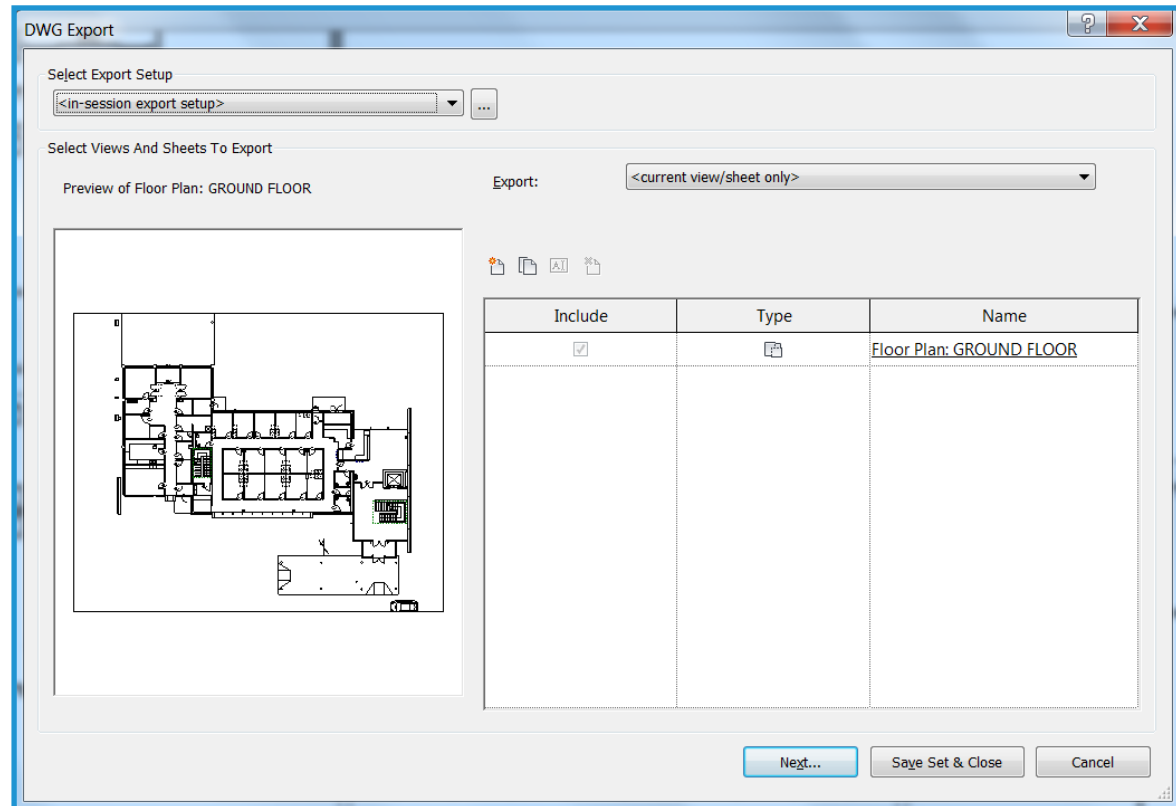 DWG Export
Select Export Setup
<in-session export setup>
...
Select Views And Sheets To Export
Preview of Floor Plan: GROUND FLOOR
Export:
<current view/sheet only>
Include Type Name
Floor Plan: GROUND FLOOR
Next...
Save Set & Close
Cancel